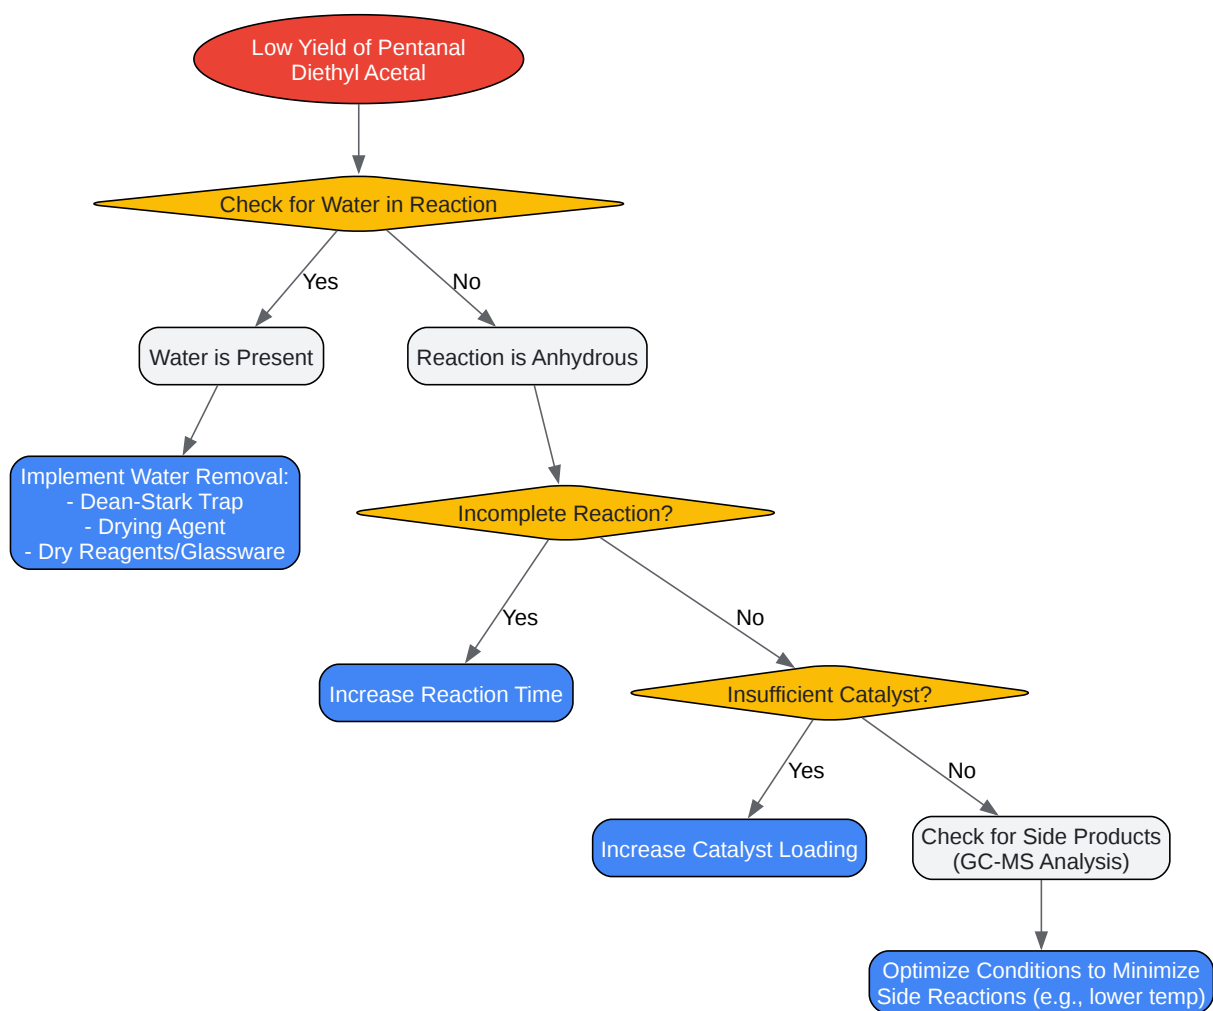 Low Yield of Pentanal
Diethyl Acetal
Check for Water in Reaction
Yes
No
Water is Present
Reaction is Anhydrous
Implement Water Removal:
- Dean-Stark Trap
- Drying Agent
- Dry Reagents/Glassware
Incomplete Reaction?
Yes
No
Increase Reaction Time
Insufficient Catalyst?
Yes
No
Increase Catalyst Loading
Check for Side Products
(GC-MS Analysis)
Optimize Conditions to Minimize
Side Reactions (e.g., lower temp)